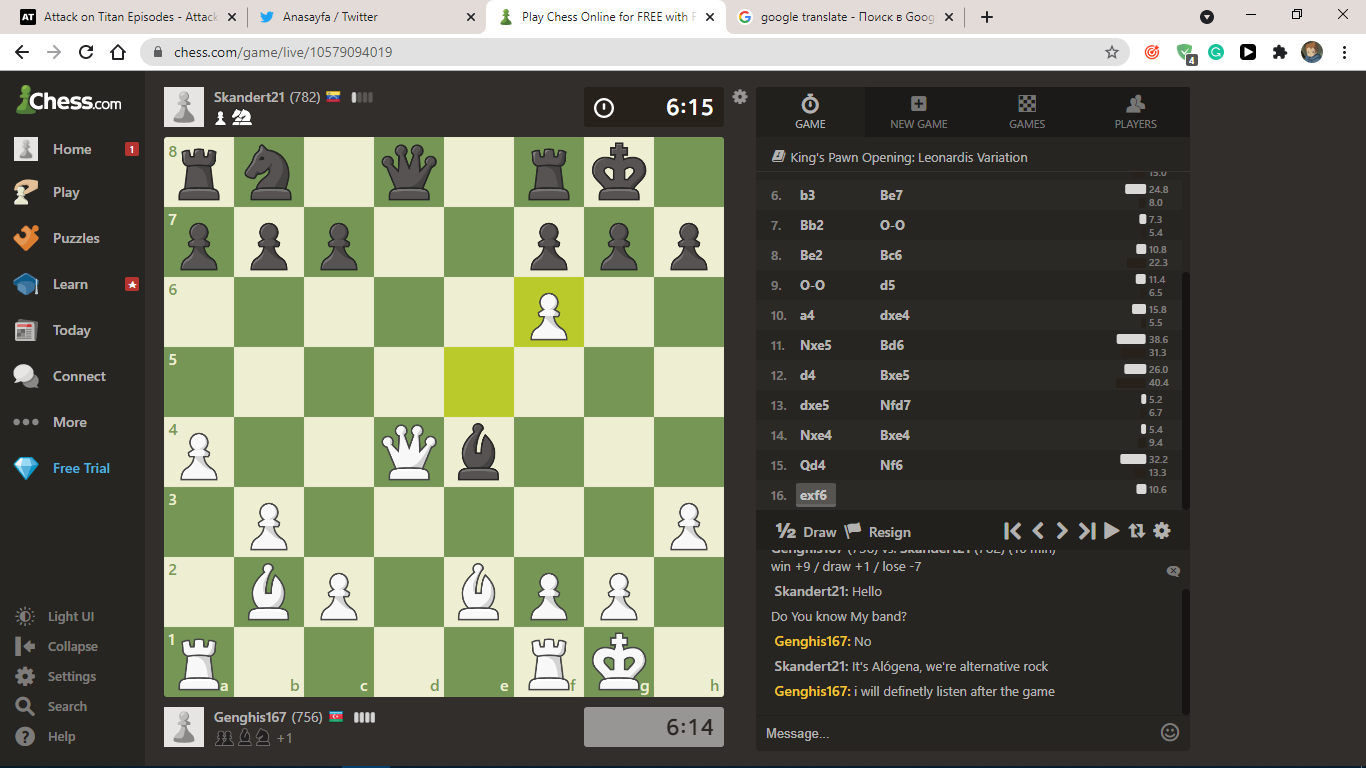 Attack on Titan Episodes - Attack
Anasayfa / Twitter
Play Chess Online for FREE with F
google translate - Поиск в Goog
chess.com/game/live/10579094019
4
Chess.com
Home
1
Play
Puzzles
Learn
Today
Connect
More
Free Trial
Light UI
Collapse
Settings
Search
Help
Skandert21 (782)
6:15
8
7
6
5
4
3
2
1
a
b
c
d
e
f
g
h
Genghis167 (756)
+1
6:14
GAME
NEW GAME
GAMES
PLAYERS
King's Pawn Opening: Leonardis Variation
15.0
6. b3 Be7 24.8
8.0
7. Bb2 O-O 7.3
5.4
8. Be2 Bc6 10.8
22.3
9. O-O d5 11.4
6.5
10. a4 dxe4 15.8
5.5
11. Nxe5 Bd6 38.6
31.3
12. d4 Bxe5 26.0
40.4
13. dxe5 Nfd7 5.2
6.7
14. Nxe4 Bxe4 5.4
9.4
15. Qd4 Nf6 32.2
13.3
16. exf6 10.6
½ Draw
Resign
Genghis167 (756) vs. Skandert21 (782) (10 min)
win +9 / draw +1 / lose -7
Skandert21: Hello
Do You know My band?
Genghis167: No
Skandert21: It's Alógena, we're alternative rock
Genghis167: i will definetly listen after the game
Message...